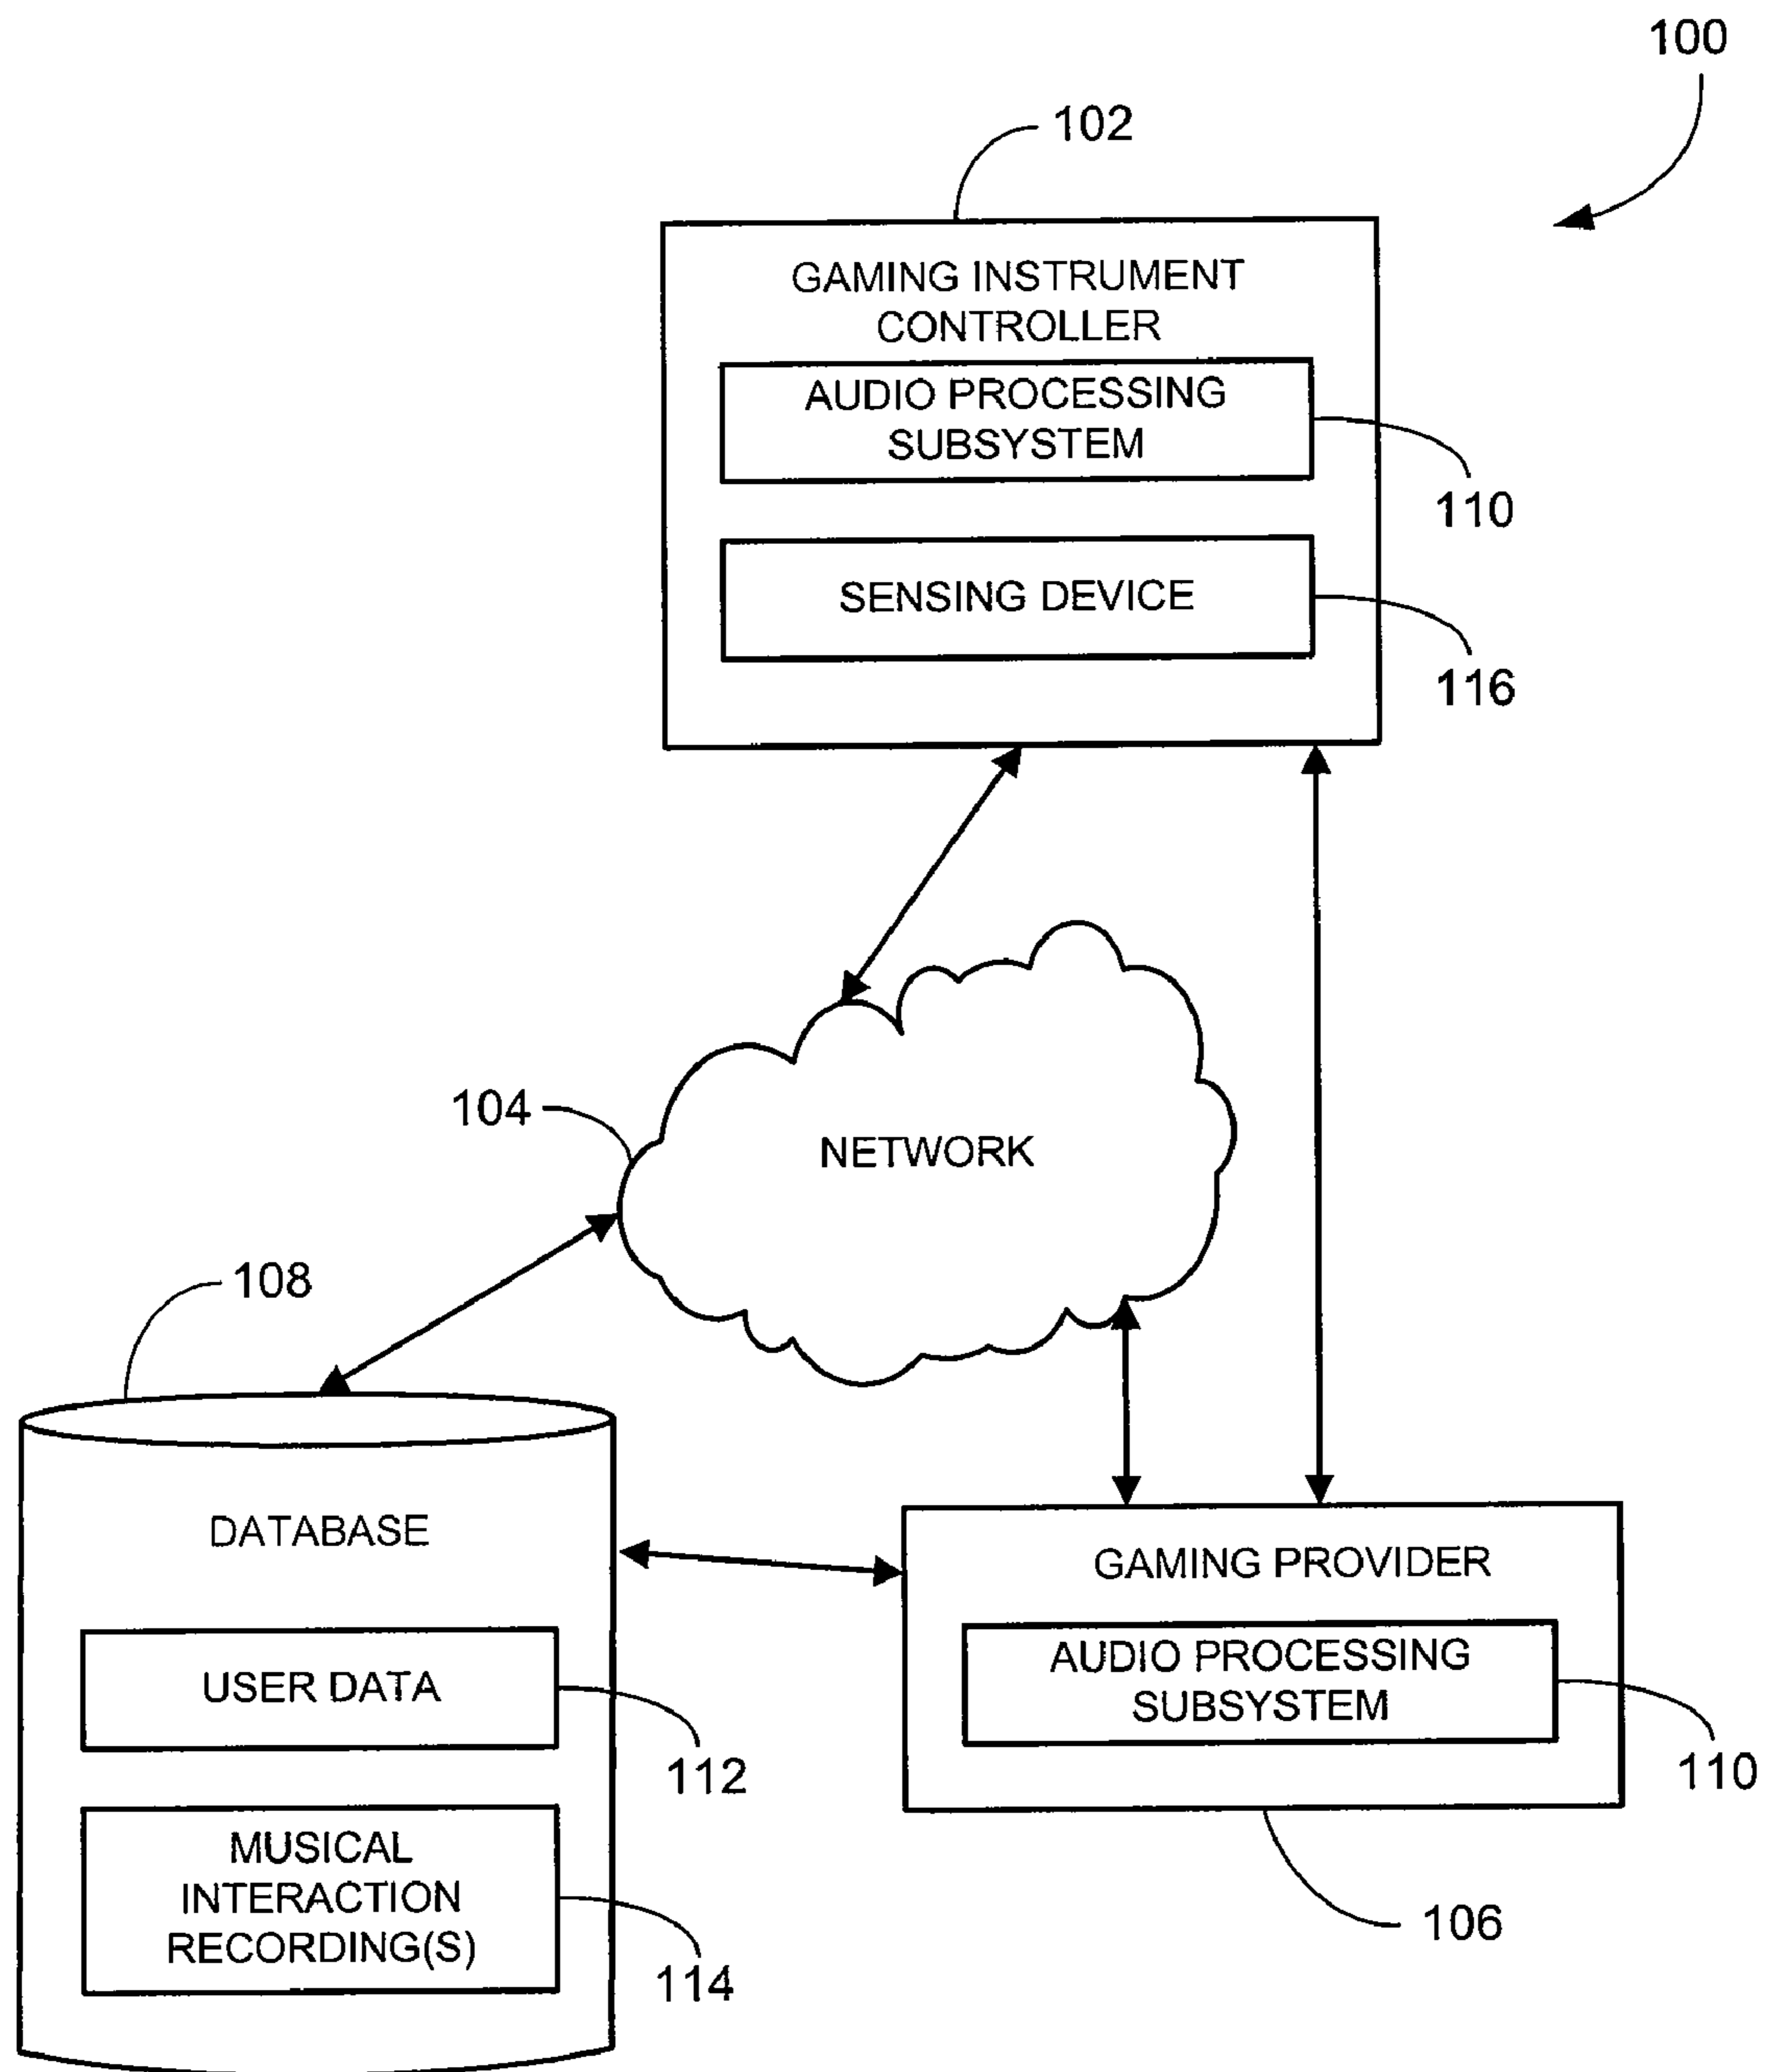 100
102
GAMING INSTRUMENT
CONTROLLER
AUDIO PROCESSING
SUBSYSTEM
110
SENSING DEVICE
116
104
NETWORK
108
DATABASE
USER DATA
112
MUSICAL
INTERACTION
RECORDING(S)
114
GAMING PROVIDER
AUDIO PROCESSING
SUBSYSTEM
110
106